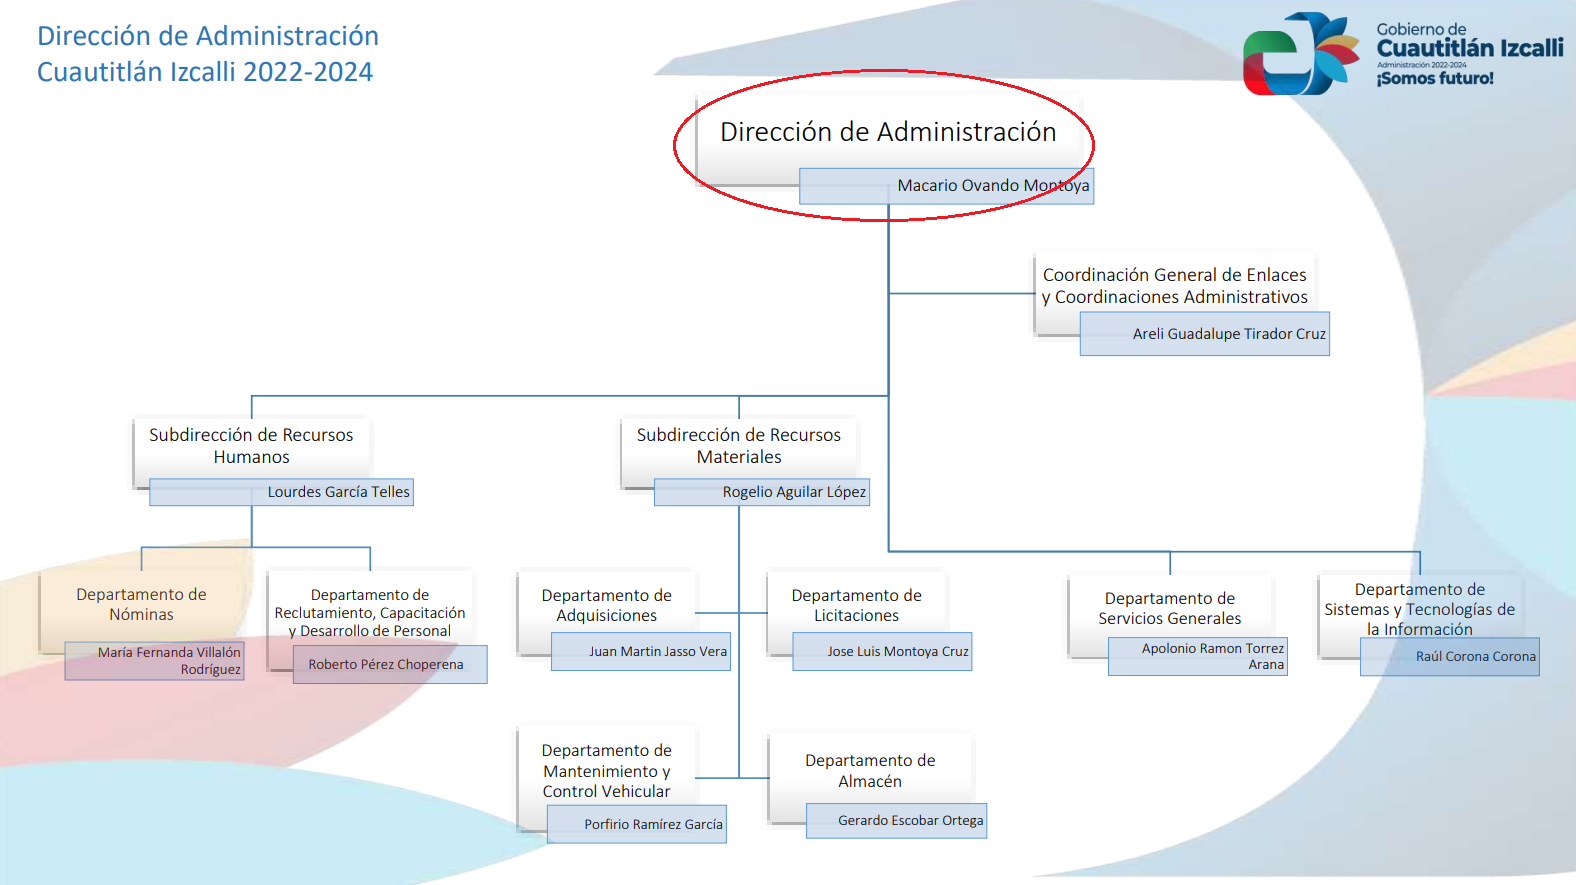 Dirección de Administración
Cuautitlán Izcalli 2022-2024
Gobierno de
Cuautitlán Izcalli
Administración 2022-2024
¡Somos futuro!
Dirección de Administración
Macario Ovando Montoya
Coordinación General de Enlaces
y Coordinaciones Administrativos
Areli Guadalupe Tirador Cruz
Subdirección de Recursos
Humanos
Lourdes García Telles
Subdirección de Recursos
Materiales
Rogelio Aguilar López
Departamento de
Nóminas
María Fernanda Villalón
Rodríguez
Departamento de
Reclutamiento, Capacitación
y Desarrollo de Personal
Roberto Pérez Choperena
Departamento de
Adquisiciones
Juan Martin Jasso Vera
Departamento de
Licitaciones
Jose Luis Montoya Cruz
Departamento de
Servicios Generales
Apolonio Ramon Torrez
Arana
Departamento de
Sistemas y Tecnologías de
la Información
Raúl Corona Corona
Departamento de
Mantenimiento y
Control Vehicular
Porfirio Ramírez García
Departamento de
Almacén
Gerardo Escobar Ortega